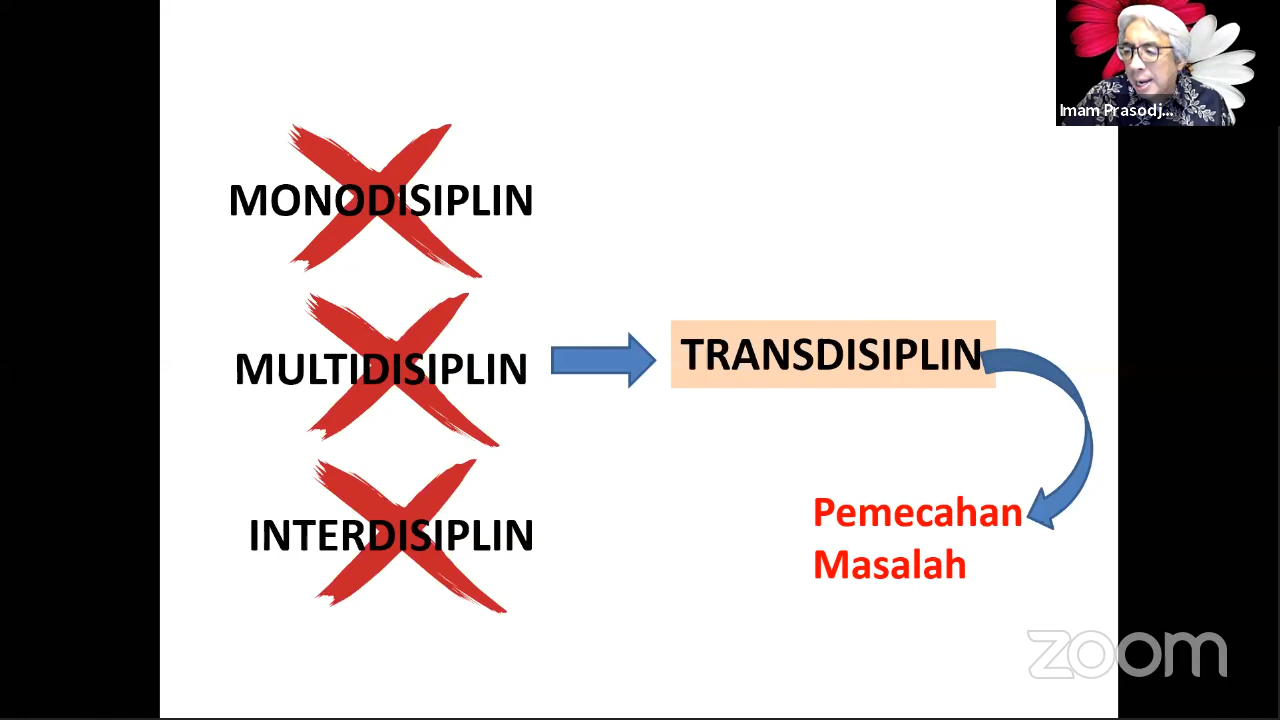 Imam Prasodj...
MONODISIPLIN
MULTIDISIPLIN
TRANSDISIPLIN
INTERDISIPLIN
Pemecahan
Masalah
zoom